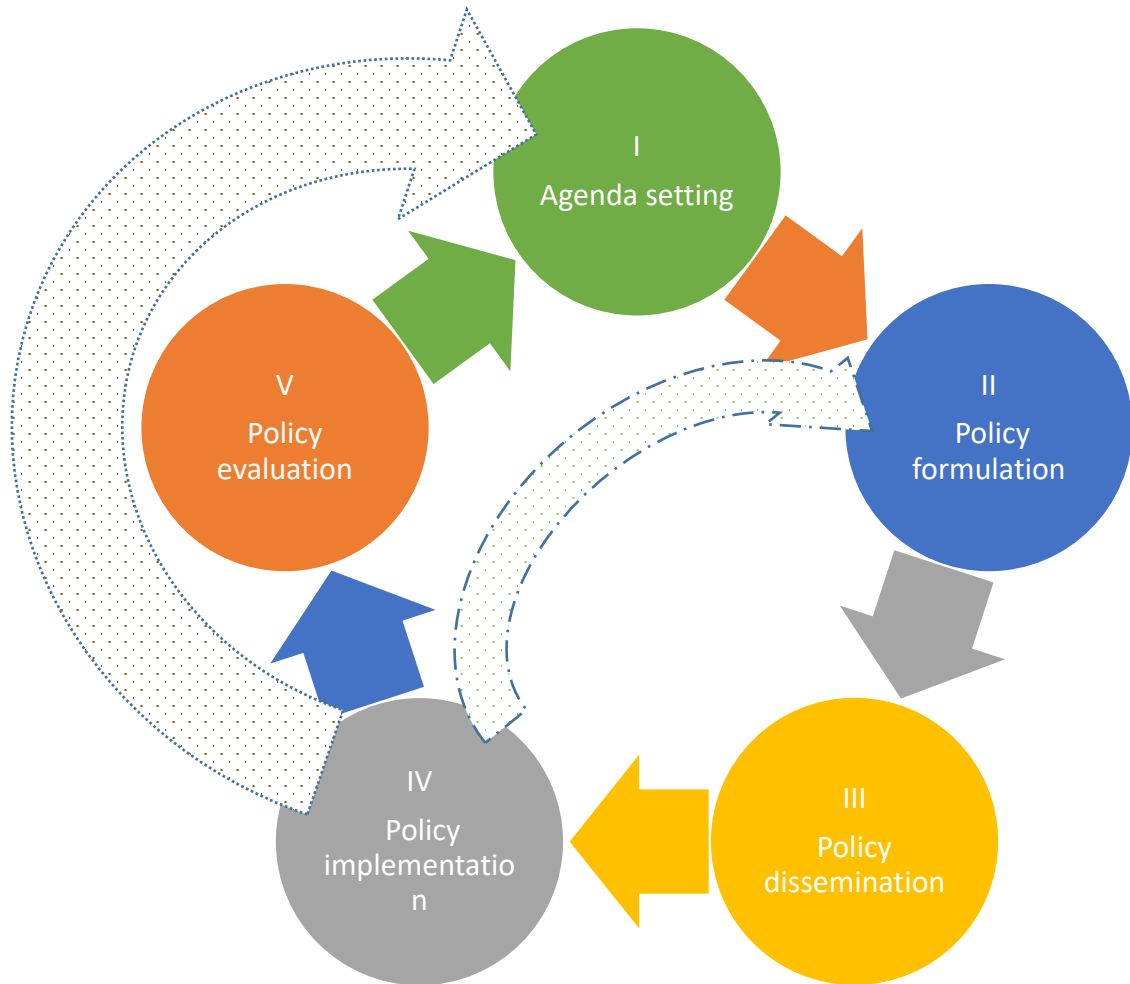 I
Agenda setting
II
Policy
formulation
III
Policy
dissemination
IV
Policy
implementatio
n
V
Policy
evaluation